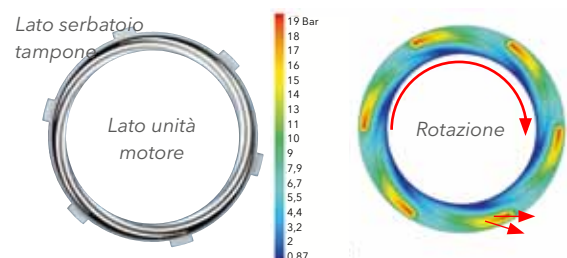 Lato serbatoio
tampone
Lato unità
motore
19 Bar
18
17
16
15
14
13
11
10
9
7,9
6,7
5,5
4,4
3,2
2
0.87
Rotazione